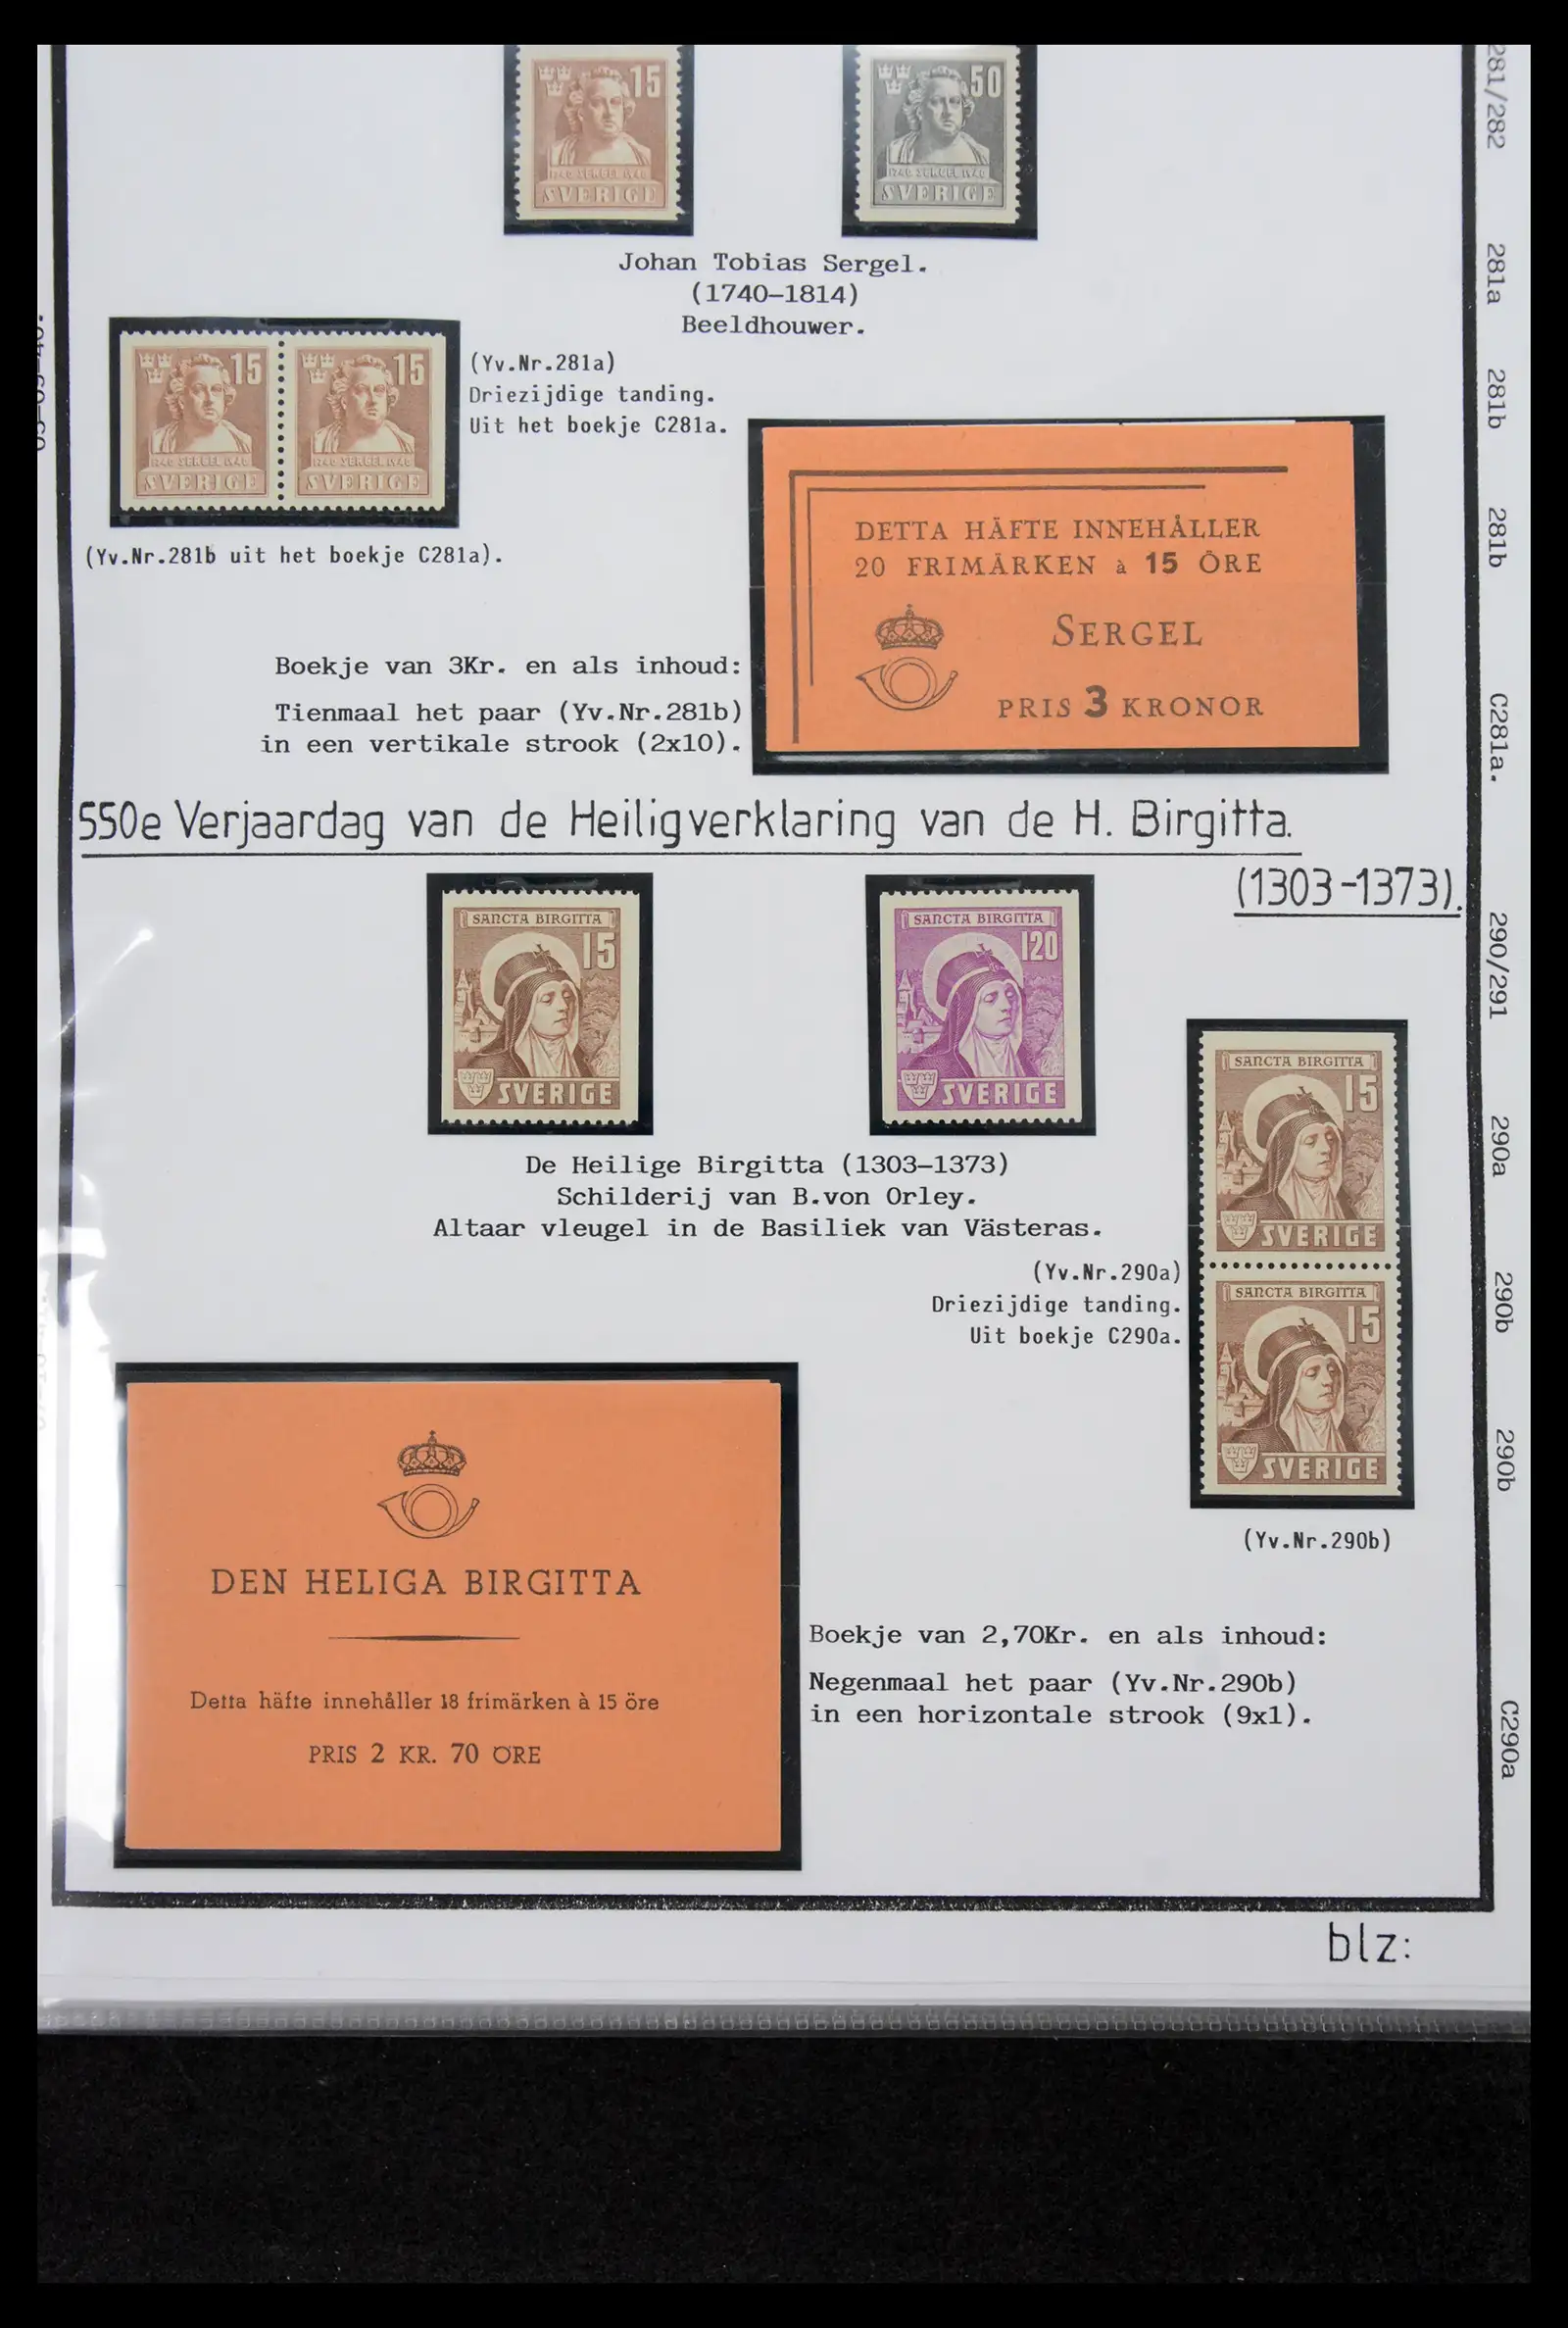 15
SVERIGE
50
SVERIGE
281/282
Johan Tobias Sergel.
(1740-1814)
Beeldhouwer.
281a
15
1740 SERGEL 1940
SVERIGE
15
1740 SERGEL 1940
SVERIGE
(Yv.Nr.281a)
Driezijdige tanding.
Uit het boekje C281a.
281b
(Yv.Nr.281b uit het boekje C281a).
281b
DETTA HÄFTE INNEHÅLLER
20 FRIMÄRKEN à 15 ÖRE
SERGEL
PRIS 3 KRONOR
Boekje van 3Kr. en als inhoud:
Tienmaal het paar (Yv.Nr.281b)
in een vertikale strook (2x10).
C281a.
550e Verjaardag van de Heiligverklaring van de H. Birgitta.
(1303-1373).
SANCTA BIRGITTA
15
SVERIGE
SANCTA BIRGITTA
120
SVERIGE
290/291
De Heilige Birgitta (1303-1373)
Schilderij van B.von Orley.
Altaar vleugel in de Basiliek van Västeras.
SANCTA BIRGITTA
15
SVERIGE
SANCTA BIRGITTA
15
SVERIGE
290a
(Yv.Nr.290a)
Driezijdige tanding.
Uit boekje C290a.
290b
290b
(Yv.Nr.290b)
DEN HELIGA BIRGITTA
Detta häfte innehåller 18 frimärken à 15 öre
PRIS 2 KR. 70 ÖRE
Boekje van 2,70Kr. en als inhoud:
Negenmaal het paar (Yv.Nr.290b)
in een horizontale strook (9x1).
C290a
blz: